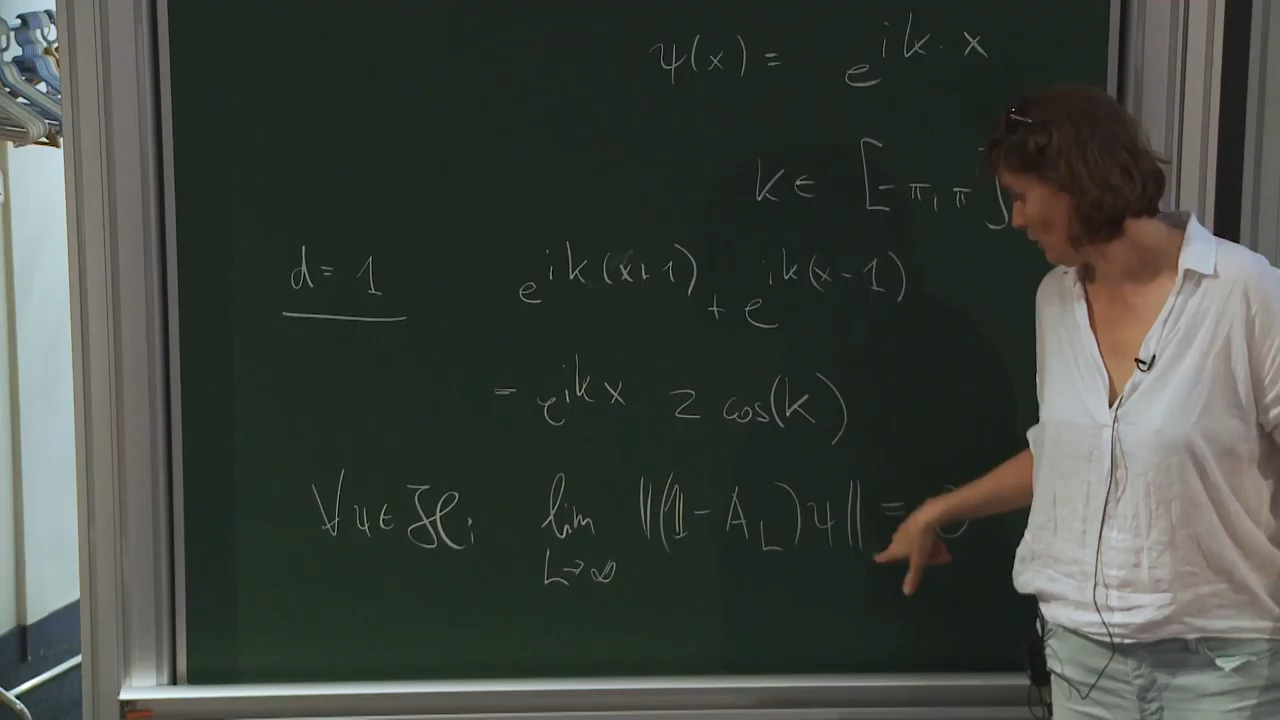 ψ(x) = e^{ik·x}
k ∈ [-π, π]
d = 1
e^{ik(x+1)} + e^{ik(x-1)}
= e^{ikx} 2 cos(k)
∀ψ ∈ ℋ, lim_{L→∞} ‖(𝟙 - A_L)ψ‖ = 0